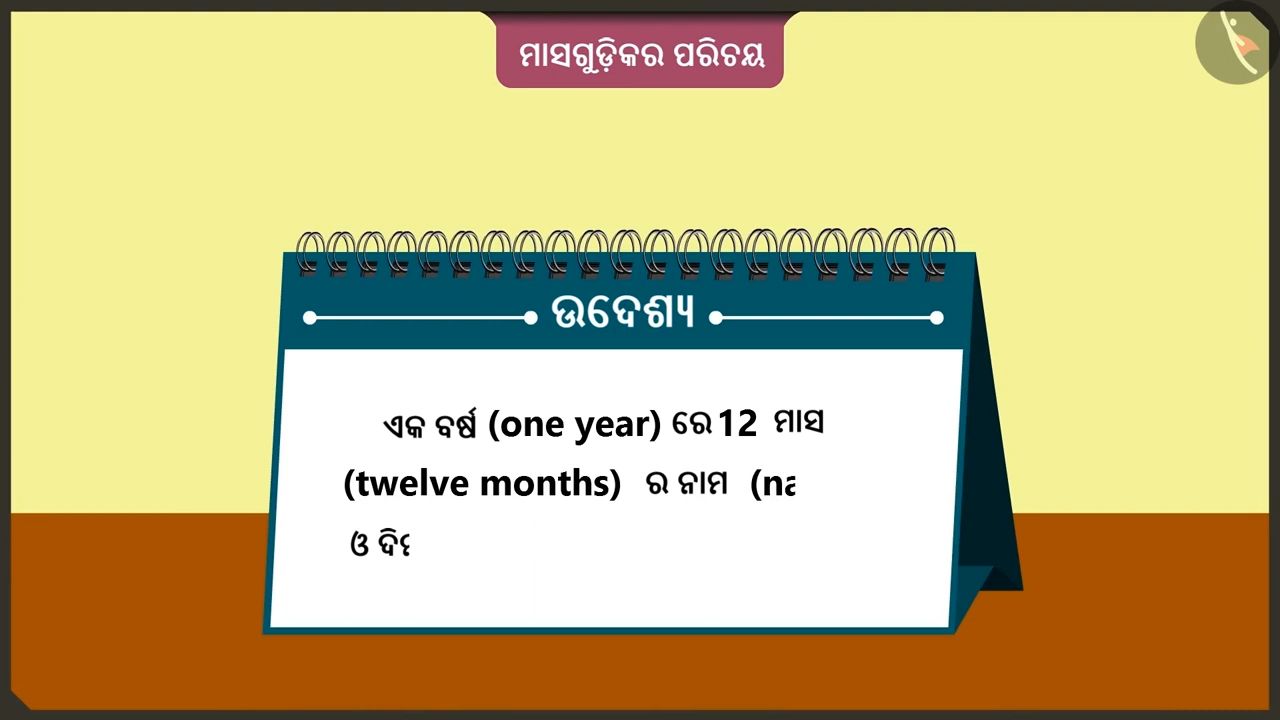 ମାସଗୁଡ଼ିକର ପରିଚୟ
ଉଦେଶ୍ୟ
ଏକ ବର୍ଷ (one year) ରେ 12 ମାସ
(twelve months) ର ନାମ
ଓ